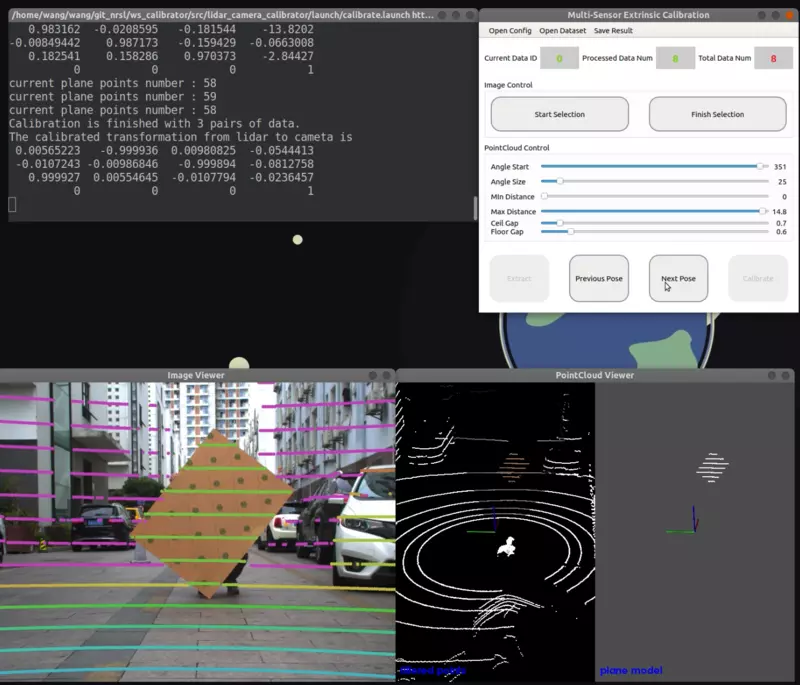 /home/wang/wang/git_nrsl/ws_calibrator/src/lidar_camera_calibrator/launch/calibrate.launch htt...
0.983162 -0.0208595 -0.181544 -13.8202
-0.00849442 0.987173 -0.159429 -0.0663008
0.182541 0.158286 0.970373 -2.84427
0 0 0 1
current plane points number : 58
current plane points number : 59
current plane points number : 58
Calibration is finished with 3 pairs of data.
The calibrated transformation from lidar to cameta is
0.00565223 -0.999936 0.00980825 -0.0544413
-0.0107243 -0.00986846 -0.999894 -0.0812758
0.999927 0.00554645 -0.0107794 -0.0236457
0 0 0 1
Multi-Sensor Extrinsic Calibration
Open Config Open Dataset Save Result
Current Data ID 0 Processed Data Num 8 Total Data Num 8
Image Control
Start Selection Finish Selection
PointCloud Control
Angle Start 351
Angle Size 25
Min Distance 0
Max Distance 14.8
Ceil Gap 0.7
Floor Gap 0.6
Extract Previous Pose Next Pose Calibrate
Image Viewer
PointCloud Viewer
plane model